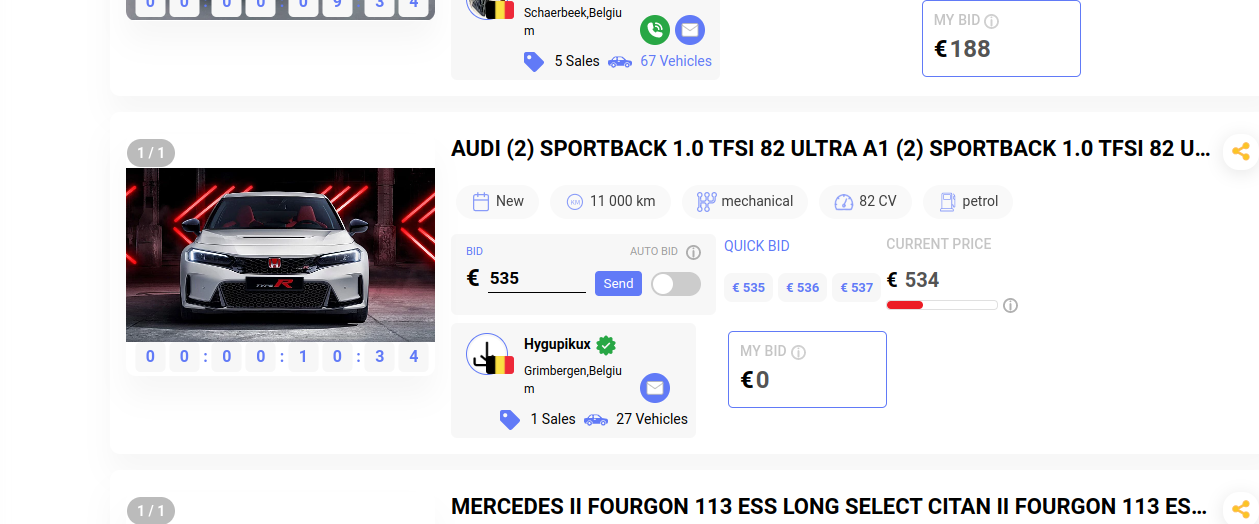 0 0 : 0 0 : 0 9 : 3 4
Schaerbeek,Belgiu
m
5 Sales
67 Vehicles
MY BID
€ 188
1 / 1
AUDI (2) SPORTBACK 1.0 TFSI 82 ULTRA A1 (2) SPORTBACK 1.0 TFSI 82 U...
New
KM
11 000 km
mechanical
82 CV
petrol
BID
AUTO BID
€ 535
Send
QUICK BID
€ 535
€ 536
€ 537
CURRENT PRICE
€ 534
TYPE R
0 0 : 0 0 : 1 0 : 3 4
Hygupikux
Grimbergen,Belgiu
m
1 Sales
27 Vehicles
MY BID
€ 0
1 / 1
MERCEDES II FOURGON 113 ESS LONG SELECT CITAN II FOURGON 113 ES...